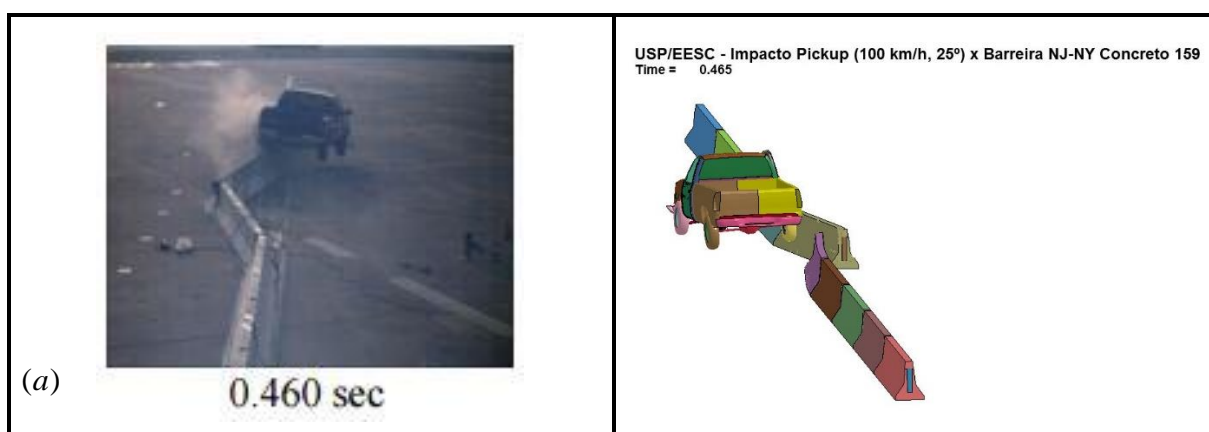 (a)
0.460 sec
USP/EESC - Impacto Pickup (100 km/h, 25º) x Barreira NJ-NY Concreto 159
Time = 0.465